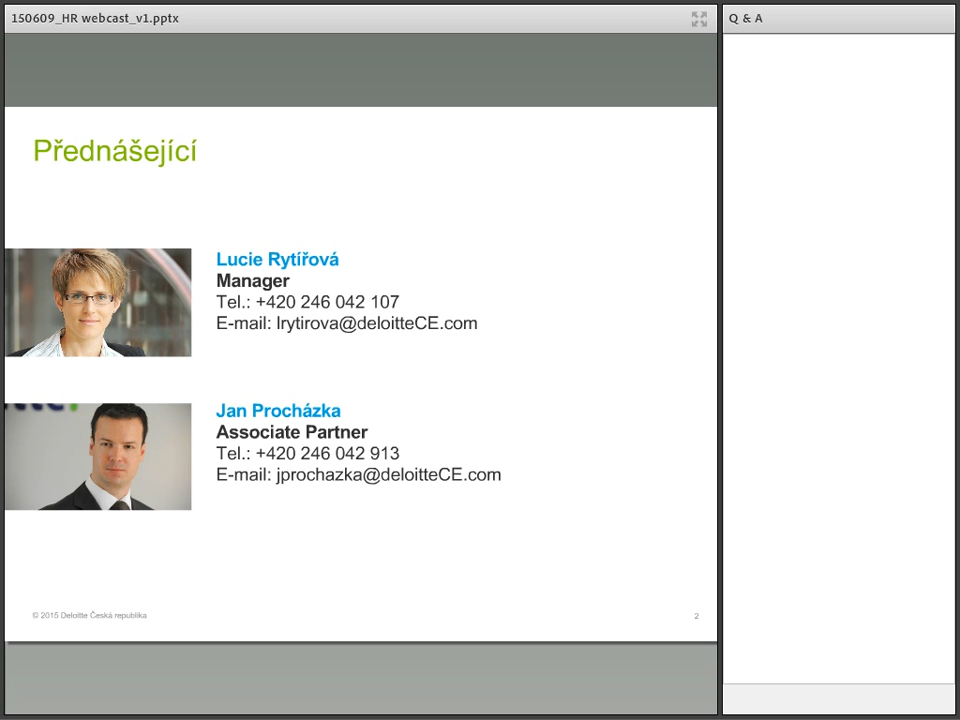 150609_HR webcast_v1.pptx
Q & A
Přednášející
Lucie Rytířová
Manager
Tel.: +420 246 042 107
E-mail: lrytirova@deloitteCE.com
Jan Procházka
Associate Partner
Tel.: +420 246 042 913
E-mail: jprochazka@deloitteCE.com
© 2015 Deloitte Česká republika
2